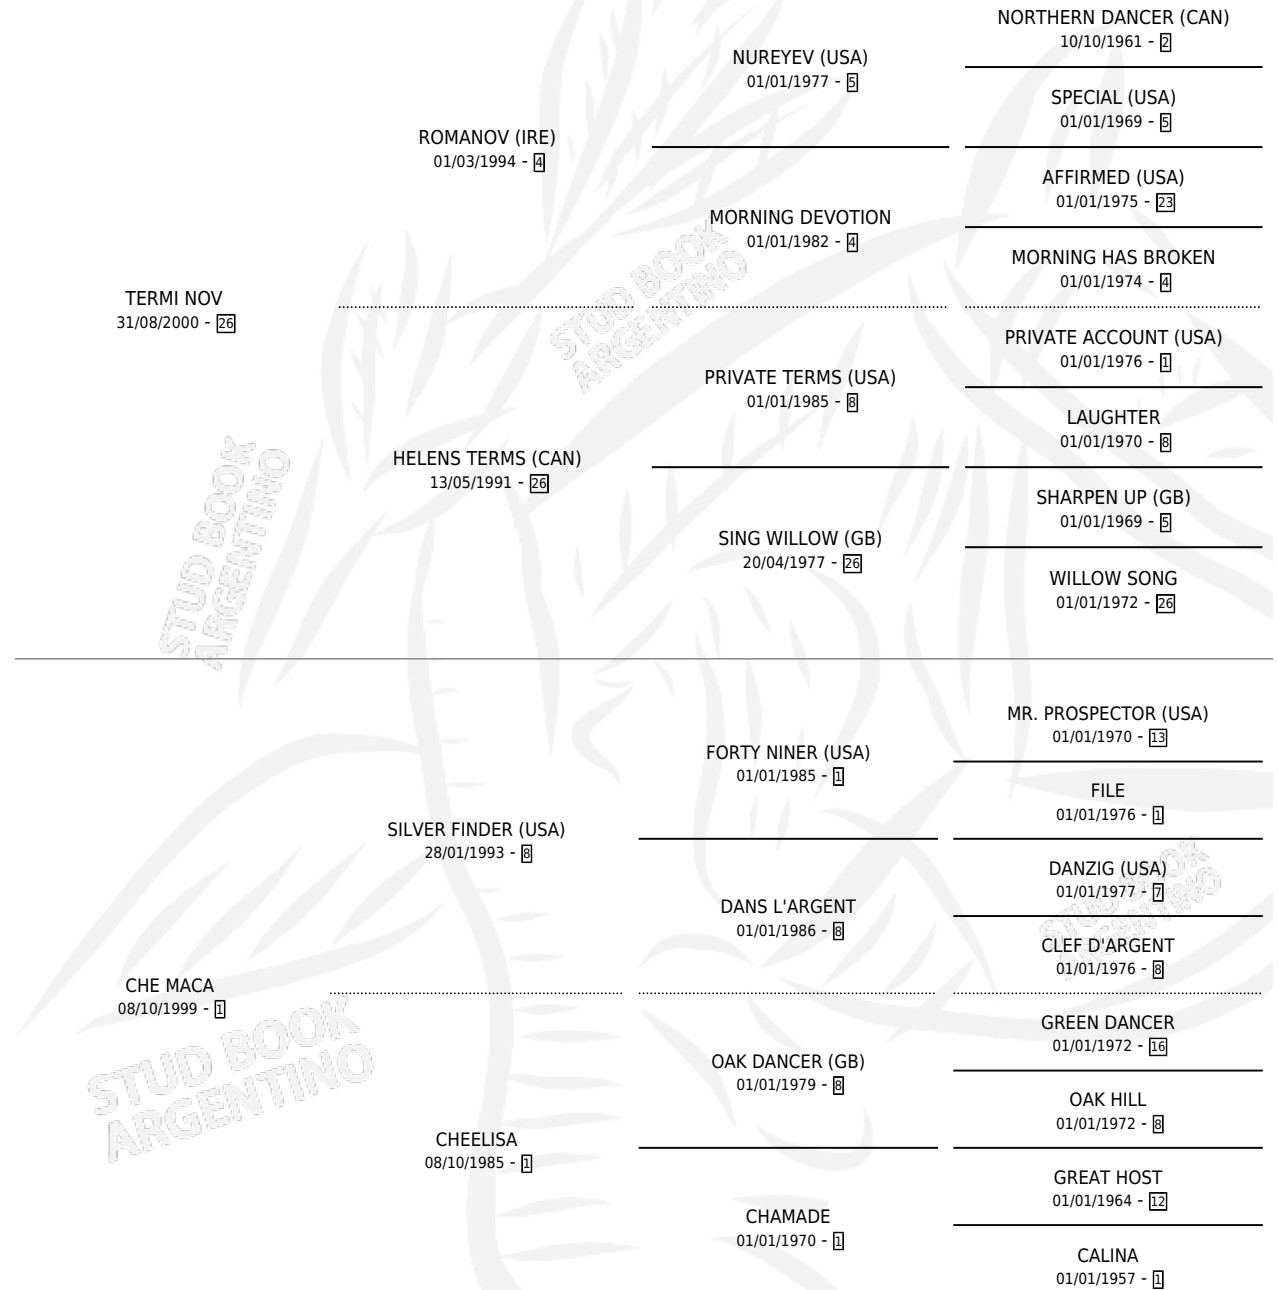 NORTHERN DANCER (CAN)
10/10/1961 - 2
NUREYEV (USA)
01/01/1977 - 5
SPECIAL (USA)
01/01/1969 - 5
ROMANOV (IRE)
01/03/1994 - 4
AFFIRMED (USA)
01/01/1975 - 23
MORNING DEVOTION
01/01/1982 - 4
MORNING HAS BROKEN
01/01/1974 - 4
TERMI NOV
31/08/2000 - 26
PRIVATE ACCOUNT (USA)
01/01/1976 - 1
PRIVATE TERMS (USA)
01/01/1985 - 8
LAUGHTER
01/01/1970 - 8
HELENS TERMS (CAN)
13/05/1991 - 26
SHARPEN UP (GB)
01/01/1969 - 5
SING WILLOW (GB)
20/04/1977 - 26
WILLOW SONG
01/01/1972 - 26
STUD BOOK
ARGENTINO
STUD BOOK
ARGENTINO
MR. PROSPECTOR (USA)
01/01/1970 - 13
FORTY NINER (USA)
01/01/1985 - 1
FILE
01/01/1976 - 1
SILVER FINDER (USA)
28/01/1993 - 8
DANZIG (USA)
01/01/1977 - 7
DANS L'ARGENT
01/01/1986 - 8
CLEF D'ARGENT
01/01/1976 - 8
CHE MACA
08/10/1999 - 1
GREEN DANCER
01/01/1972 - 16
OAK DANCER (GB)
01/01/1979 - 8
OAK HILL
01/01/1972 - 8
CHEELISA
08/10/1985 - 1
GREAT HOST
01/01/1964 - 12
CHAMADE
01/01/1970 - 1
CALINA
01/01/1957 - 1
STUD BOOK
ARGENTINO
STUD BOOK
ARGENTINO